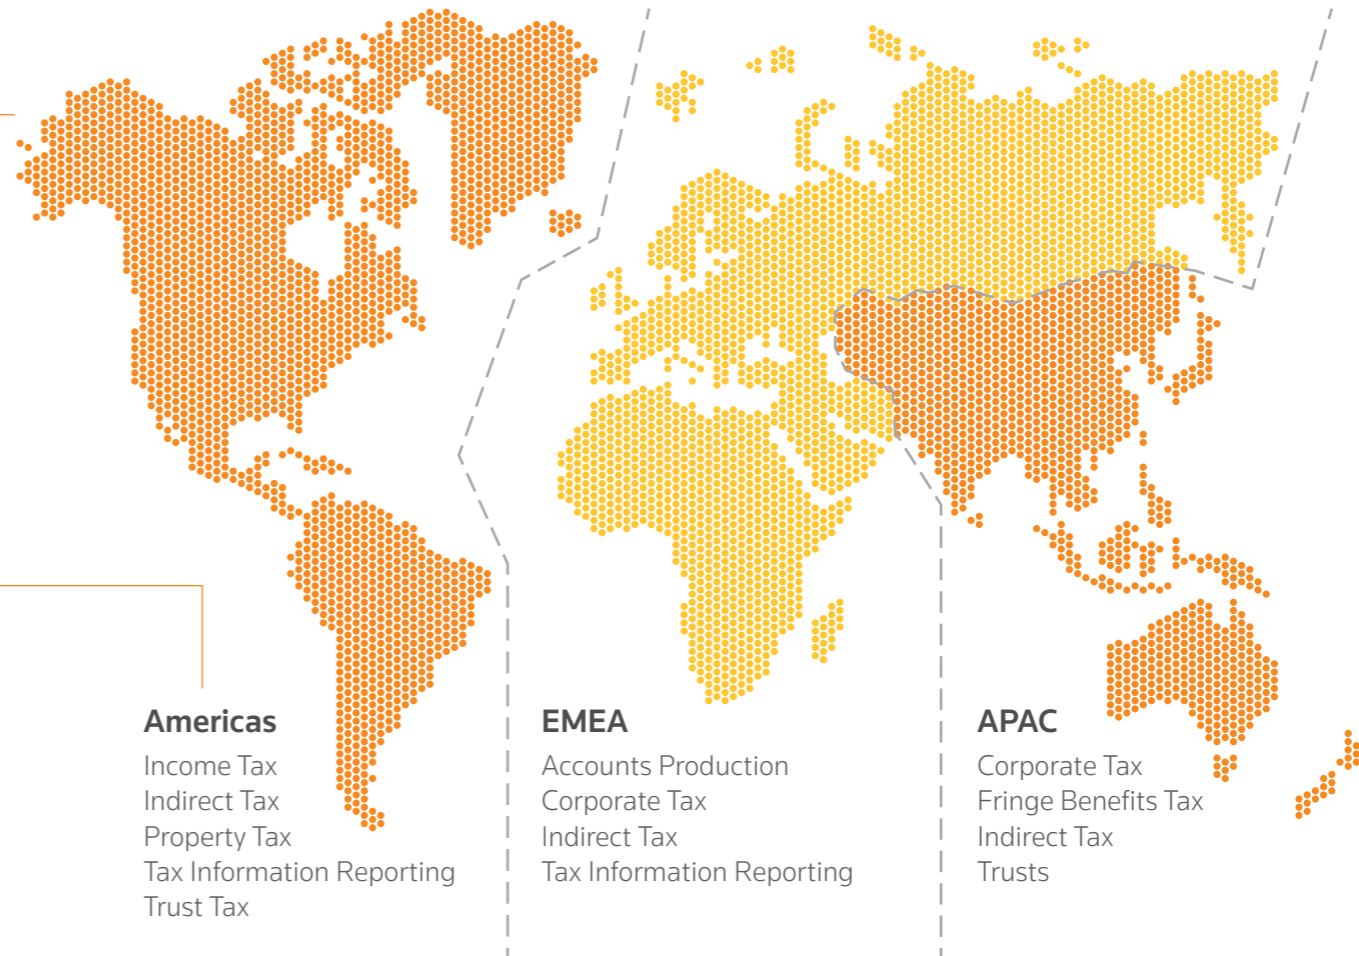 Americas
Income Tax
Indirect Tax
Property Tax
Tax Information Reporting
Trust Tax
EMEA
Accounts Production
Corporate Tax
Indirect Tax
Tax Information Reporting
APAC
Corporate Tax
Fringe Benefits Tax
Indirect Tax
Trusts